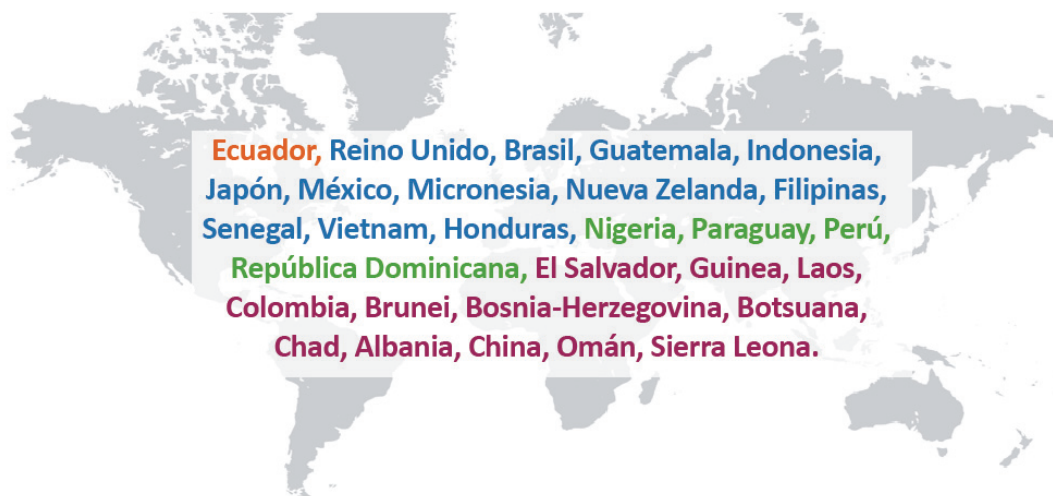 Ecuador, Reino Unido, Brasil, Guatemala, Indonesia,
Japón, México, Micronesia, Nueva Zelanda, Filipinas,
Senegal, Vietnam, Honduras, Nigeria, Paraguay, Perú,
República Dominicana, El Salvador, Guinea, Laos,
Colombia, Brunei, Bosnia-Herzegovina, Botsuana,
Chad, Albania, China, Omán, Sierra Leona.